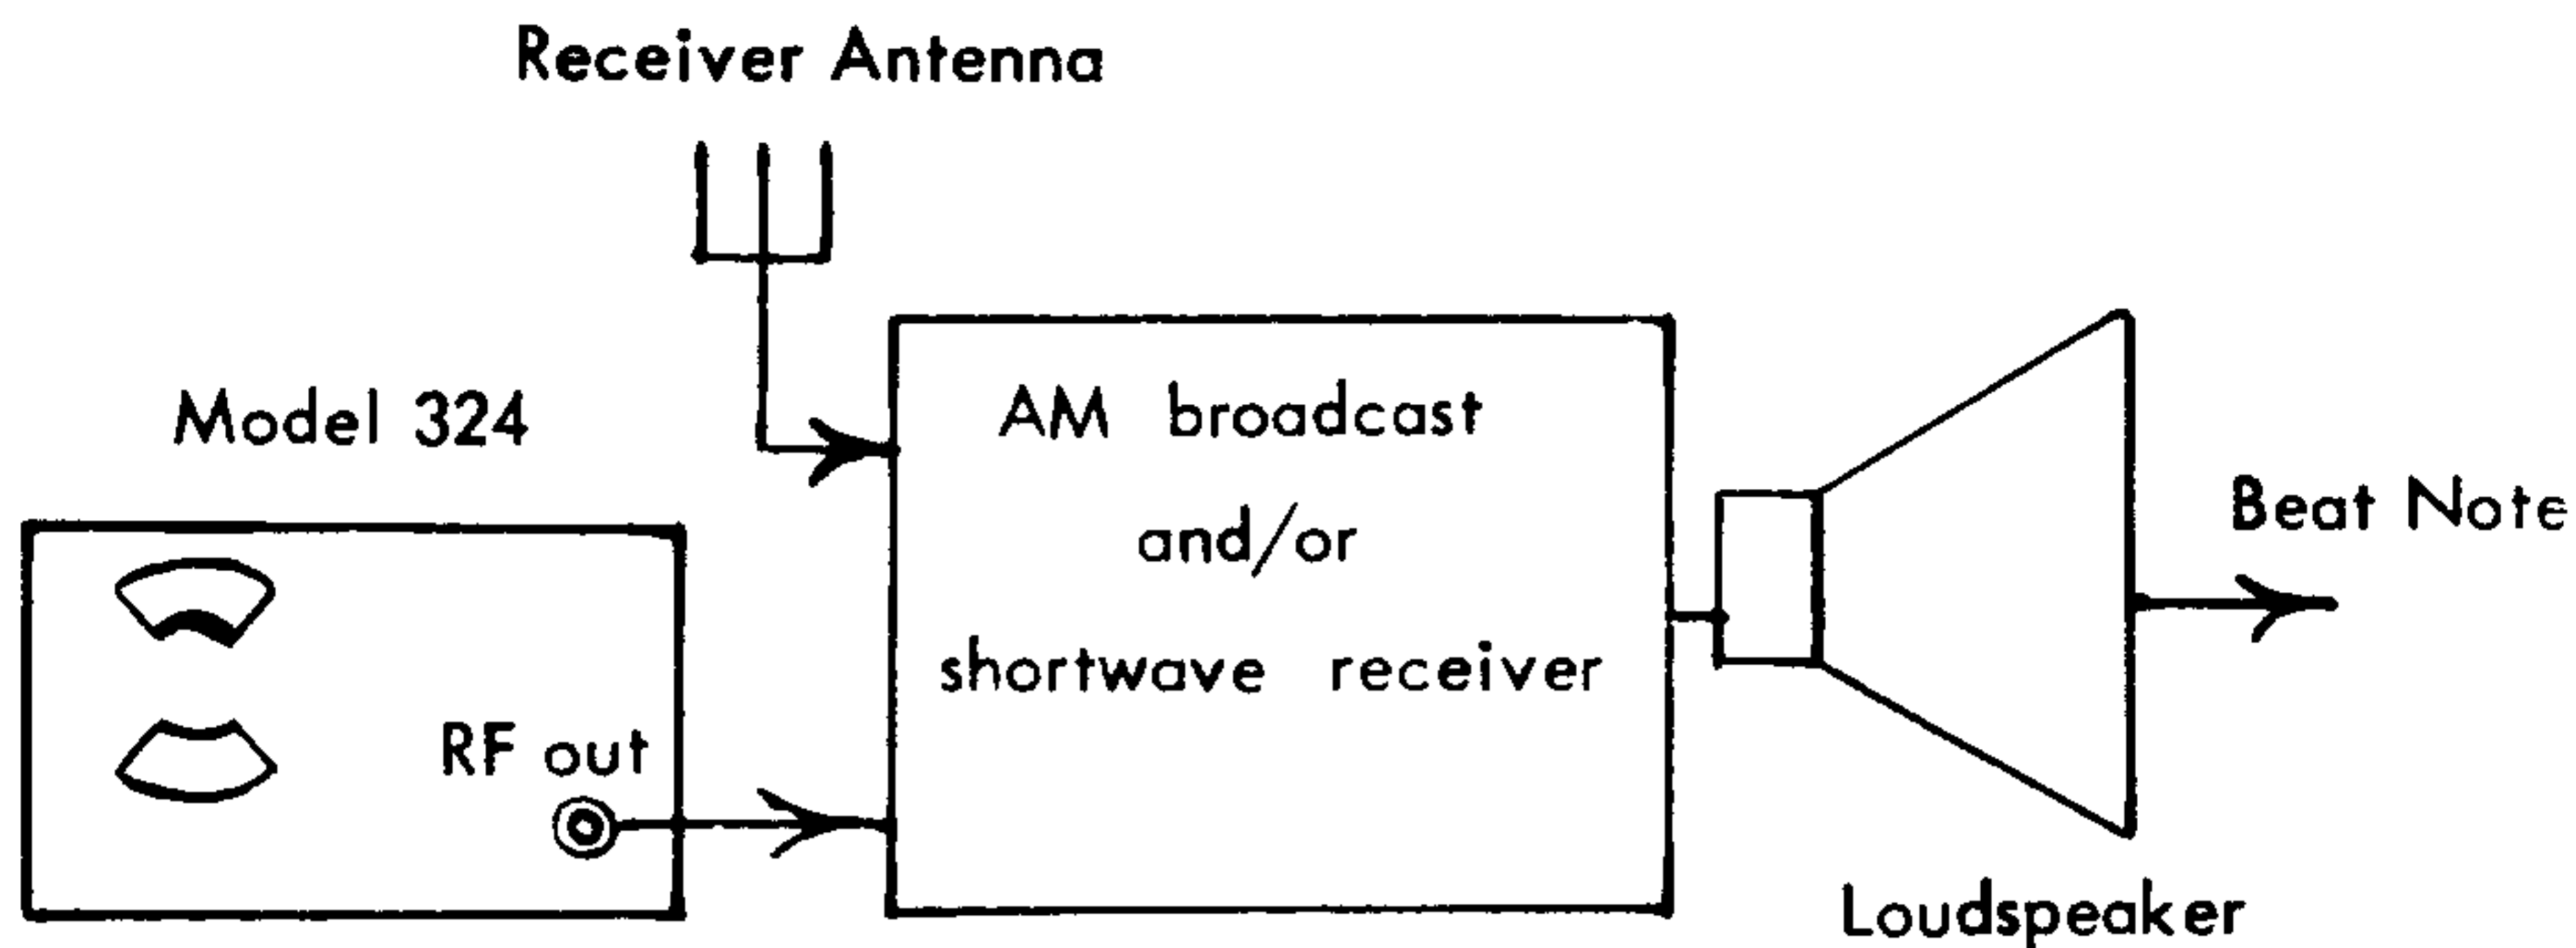 Receiver Antenna
Model 324
AM broadcast
and/or
shortwave receiver
RF out
Beat Note
Loudspeaker